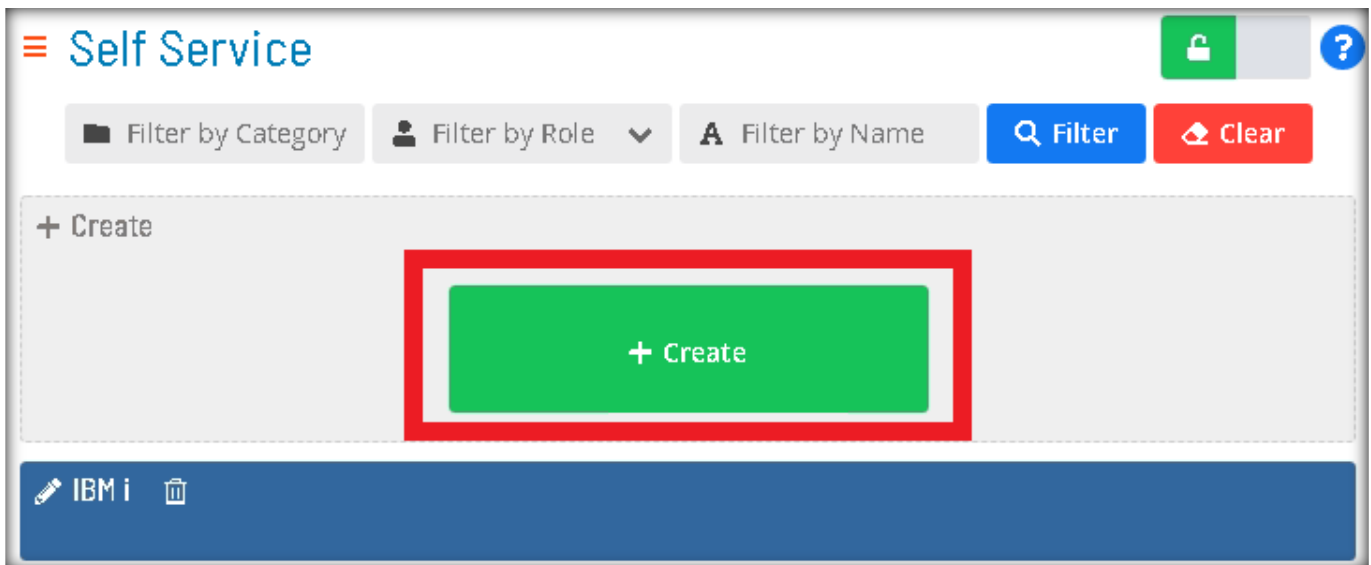 Self Service
?
Filter by Category
Filter by Role
A Filter by Name
Filter
Clear
+ Create
+ Create
IBM i